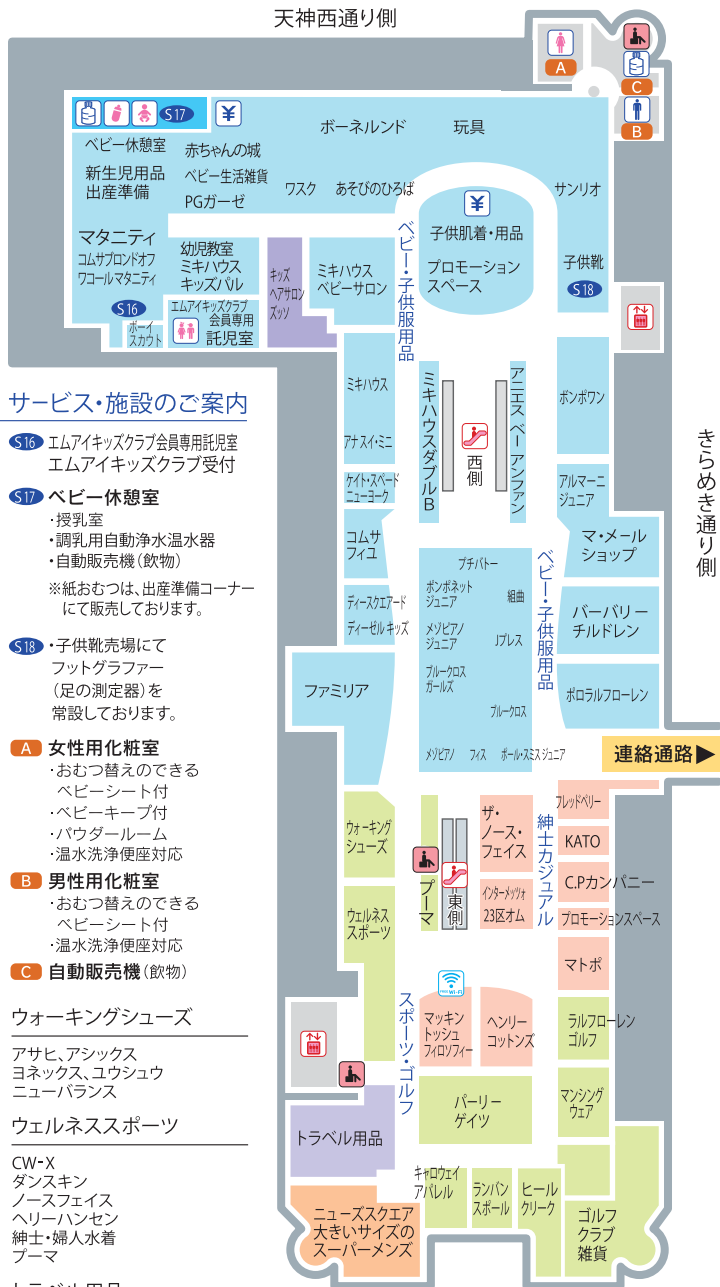 天神西通り側
A
C
B
S17
¥
ベビー休憩室
新生児用品
出産準備
赤ちゃんの城
ベビー生活雑貨
PGガーゼ
ボーネルンド
玩具
ワスク
あそびのひろば
サンリオ
¥
子供肌着・用品
プロモーション
スペース
子供靴
S18
マタニティ
コムサブロンドオフ
ワコールマタニティ
S16
ボーイ
スカウト
幼児教室
ミキハウス
キッズパル
エムアイキッズクラブ
会員専用
託児室
キッズ
ヘアサロン
ズッソ
ミキハウス
ベビーサロン
ベビー・子供服用品
ミキハウス
アナスイ・ミニ
ケイト・スペード
ニューヨーク
コムサ
フィユ
ディースクエアード
ディーゼル キッズ
ファミリア
ミキハウスダブルB
西側
アニエス ベー アンファン
ボンポワン
アルマーニ
ジュニア
マ・メール
ショップ
バーバリー
チルドレン
ポロラルフローレン
きらめき通り側
ベビー・子供服用品
プチバトー
ポンポネット
ジュニア
組曲
メゾピアノ
ジュニア
Jプレス
ブルークロス
ガールズ
ブルークロス
メゾピアノ
フィス
ポール・スミス ジュニア
連絡通路▶
サービス・施設のご案内
S16 エムアイキッズクラブ会員専用託児室
エムアイキッズクラブ受付
S17 ベビー休憩室
・授乳室
・調乳用自動浄水温水器
・自動販売機(飲物)
※紙おむつは、出産準備コーナー
にて販売しております。
S18 ・子供靴売場にて
フットグラファー
(足の測定器)を
常設しております。
A 女性用化粧室
・おむつ替えのできる
ベビーシート付
・ベビーキープ付
・パウダールーム
・温水洗浄便座対応
B 男性用化粧室
・おむつ替えのできる
ベビーシート付
・温水洗浄便座対応
C 自動販売機(飲物)
ウォーキングシューズ
アサヒ、アシックス
ヨネックス、ユウシュウ
ニューバランス
ウェルネススポーツ
CW-X
ダンスキン
ノースフェイス
ヘリーハンセン
紳士・婦人水着
プーマ
ウォーキング
シューズ
ウェルネス
スポーツ
プーマ
東側
ザ・
ノース・
フェイス
インターメッツォ
23区オム
紳士カジュアル
フレッドペリー
KATO
C.Pカンパニー
プロモーションスペース
マトポ
Wi-Fi
マッキン
トッシュ
フィロソフィー
ヘンリー
コットンズ
スポーツ・ゴルフ
ラルフローレン
ゴルフ
マンシング
ウェア
パーリー
ゲイツ
トラベル用品
キャロウェイ
アパレル
ランバン
スポール
ヒール
クリーク
ゴルフ
クラブ
雑貨
ニューズスクエア
大きいサイズの
スーパーメンズ